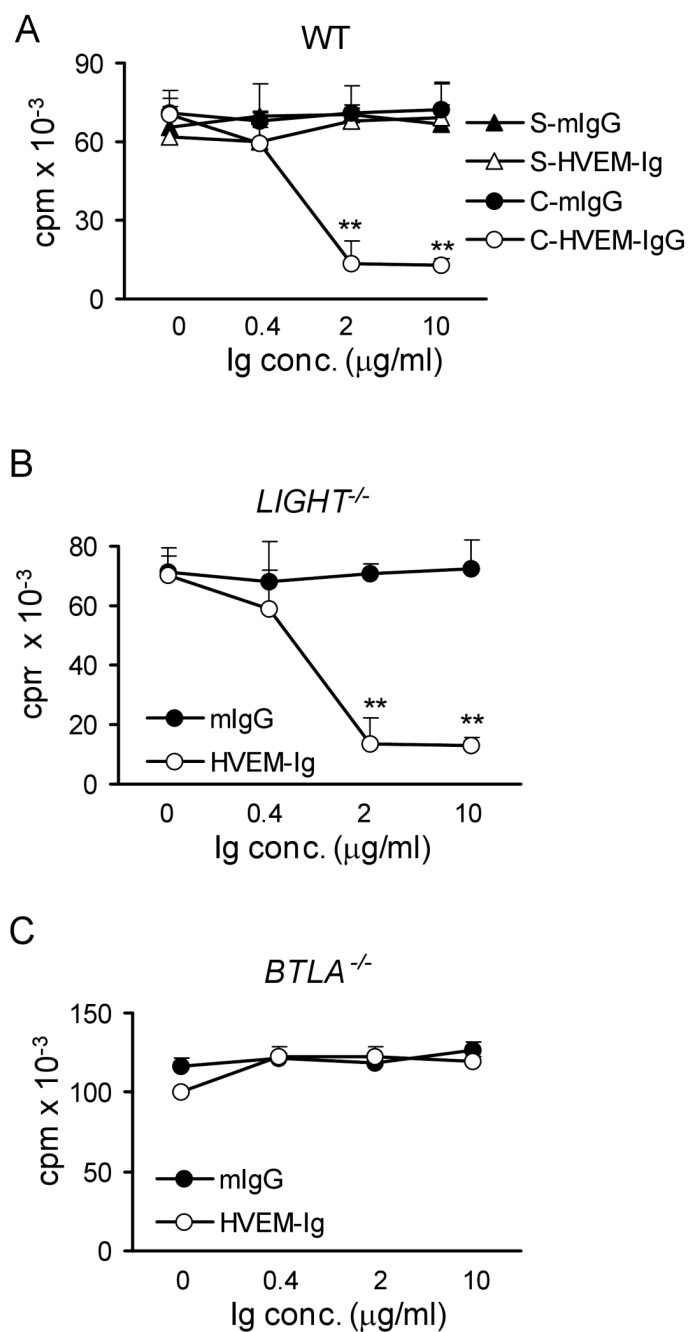 A
WT
90
60
30
0
cpm x 10-3
0 0.4 2 10
Ig conc. (μg/ml)
** **
S-mIgG
S-HVEM-Ig
C-mIgG
C-HVEM-IgG
B
LIGHT-/-
80
60
40
20
0
cpm x 10-3
** **
mIgG
HVEM-Ig
0 0.4 2 10
Ig conc. (μg/ml)
C
BTLA -/-
150
100
50
0
cpm x 10-3
mIgG
HVEM-Ig
0 0.4 2 10
Ig conc. (μg/ml)